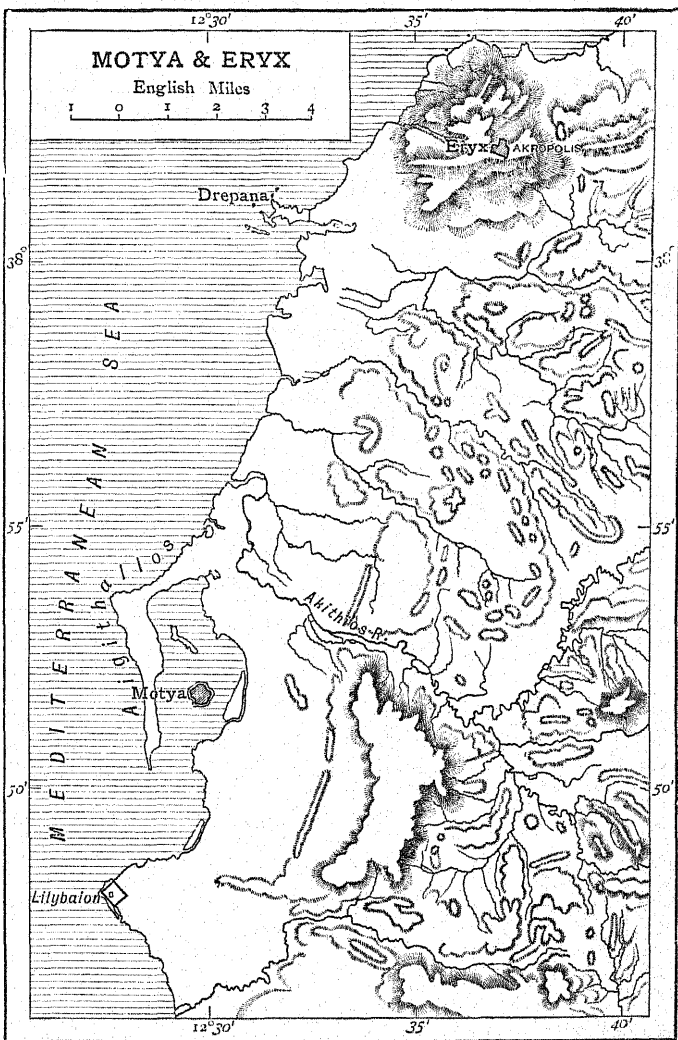 12°30′ 35′ 40′
MOTYA & ERYX
English Miles
1 0 1 2 3 4
Eryx AKROPOLIS
Drepana
38° 38°
MEDITERRANEAN SEA
55′ 55′
Aigithallos
Akithios R.
Motya
50′ 50′
Lilybaion
12°30′ 35′ 40′